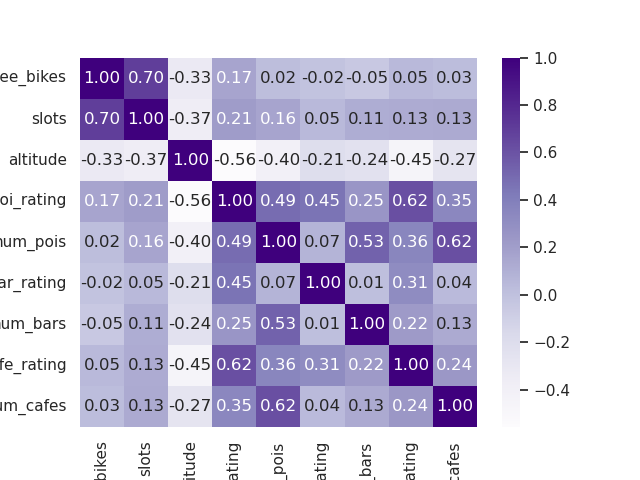 ee_bikes 1.00 0.70 -0.33 0.17 0.02 -0.02 -0.05 0.05 0.03
slots 0.70 1.00 -0.37 0.21 0.16 0.05 0.11 0.13 0.13
altitude -0.33 -0.37 1.00 -0.56 -0.40 -0.21 -0.24 -0.45 -0.27
oi_rating 0.17 0.21 -0.56 1.00 0.49 0.45 0.25 0.62 0.35
num_pois 0.02 0.16 -0.40 0.49 1.00 0.07 0.53 0.36 0.62
ar_rating -0.02 0.05 -0.21 0.45 0.07 1.00 0.01 0.31 0.04
num_bars -0.05 0.11 -0.24 0.25 0.53 0.01 1.00 0.22 0.13
fe_rating 0.05 0.13 -0.45 0.62 0.36 0.31 0.22 1.00 0.24
um_cafes 0.03 0.13 -0.27 0.35 0.62 0.04 0.13 0.24 1.00
bikes
slots
itude
ating
_pois
ating
_bars
ating
cafes
1.0
0.8
0.6
0.4
0.2
0.0
−0.2
−0.4